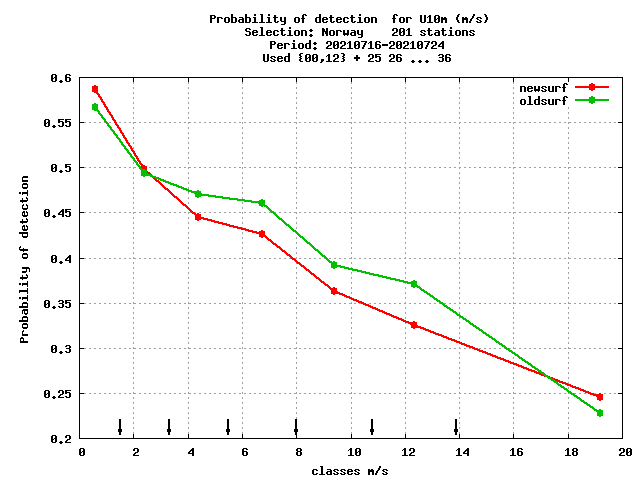 Probability of detection  for U10m (m/s)
Selection: Norway    201 stations
Period: 20210716-20210724
Used {00,12} + 25 26 ... 36
newsurf
oldsurf
0.6
0.55
0.5
0.45
0.4
0.35
0.3
0.25
0.2
Probability of detection
0 2 4 6 8 10 12 14 16 18 20
classes m/s